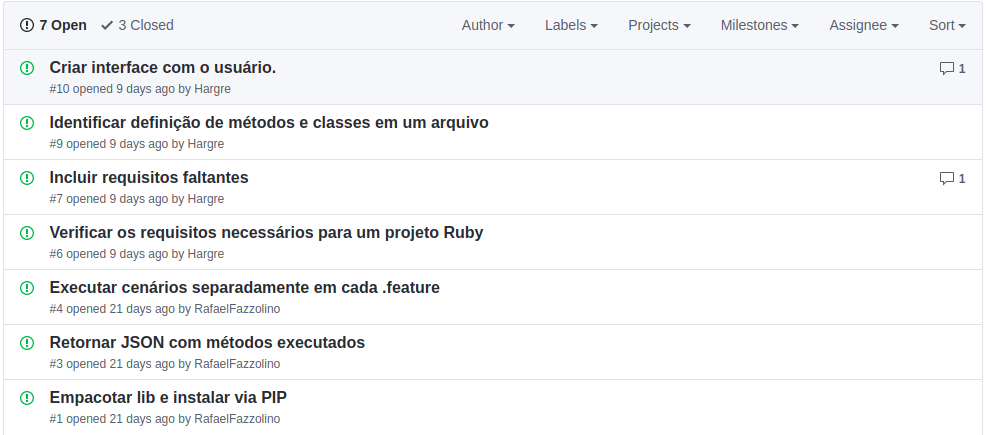 7 Open 3 Closed Author Labels Projects Milestones Assignee Sort
Criar interface com o usuário. 1
#10 opened 9 days ago by Hargre
Identificar definição de métodos e classes em um arquivo
#9 opened 9 days ago by Hargre
Incluir requisitos faltantes 1
#7 opened 9 days ago by Hargre
Verificar os requisitos necessários para um projeto Ruby
#6 opened 9 days ago by Hargre
Executar cenários separadamente em cada .feature
#4 opened 21 days ago by RafaelFazzolino
Retornar JSON com métodos executados
#3 opened 21 days ago by RafaelFazzolino
Empacotar lib e instalar via PIP
#1 opened 21 days ago by RafaelFazzolino